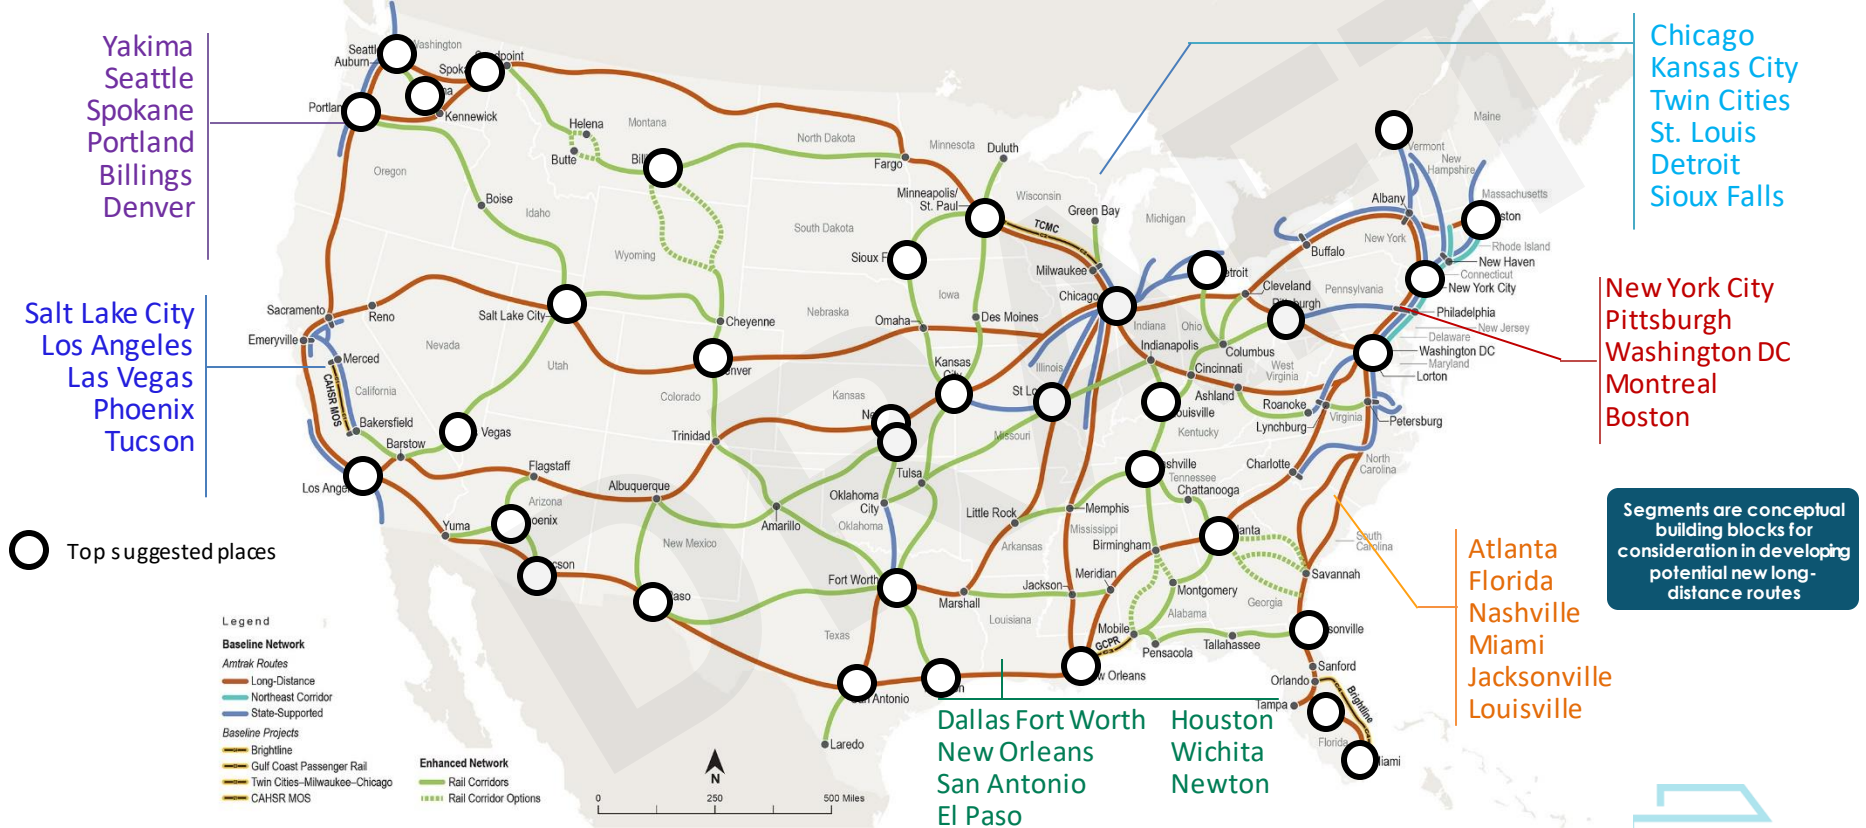 Yakima
Seattle
Spokane
Portland
Billings
Denver
Salt Lake City
Los Angeles
Las Vegas
Phoenix
Tucson
Top suggested places
Chicago
Kansas City
Twin Cities
St. Louis
Detroit
Sioux Falls
New York City
Pittsburgh
Washington DC
Montreal
Boston
Atlanta
Florida
Nashville
Miami
Jacksonville
Louisville
Dallas Fort Worth
New Orleans
San Antonio
El Paso
Houston
Wichita
Newton
Segments are conceptual
building blocks for
consideration in developing
potential new long-
distance routes
Legend
Baseline Network
Amtrak Routes
Long-Distance
Northeast Corridor
State-Supported
Baseline Projects
Brightline
Gulf Coast Passenger Rail
Twin Cities–Milwaukee–Chicago
CAHSR MOS
Enhanced Network
Rail Corridors
Rail Corridor Options
N
0 250 500 Miles
Washington
Auburn
Kennewick
Oregon
Boise
Idaho
Helena
Butte
Montana
North Dakota
Fargo
Minnesota
Duluth
Minneapolis/
St. Paul
Wisconsin
Green Bay
TCMC
Michigan
Milwaukee
Chicago
South Dakota
Wyoming
Iowa
Nebraska
Omaha
Des Moines
Cheyenne
Sacramento
Reno
Emeryville
Nevada
Salt Lake City
Utah
Merced
California
CAHSR MOS
Bakersfield
Barstow
Vegas
Colorado
Trinidad
Kansas
Kansas
Missouri
Illinois
Indiana
Indianapolis
Ohio
Columbus
Cincinnati
Cleveland
Buffalo
Albany
New York
Vermont
New
Hampshire
Maine
Massachusetts
Rhode Island
New Haven
Connecticut
New York City
Pennsylvania
Philadelphia
New Jersey
Delaware
Washington DC
Maryland
Lorton
West
Virginia
Ashland
Roanoke
Lynchburg
Virginia
Petersburg
Kentucky
Charlotte
North
Carolina
South
Carolina
Tennessee
Chattanooga
Memphis
Mississippi
Birmingham
Little Rock
Arkansas
Tulsa
Oklahoma
City
Oklahoma
Amarillo
Albuquerque
New Mexico
Flagstaff
Arizona
Yuma
Fort Worth
Texas
Laredo
Marshall
Louisiana
Jackson
Meridian
Montgomery
Alabama
Georgia
Savannah
Mobile
GCPR
Pensacola
Tallahassee
Sanford
Orlando
Tampa
Florida
Brightline